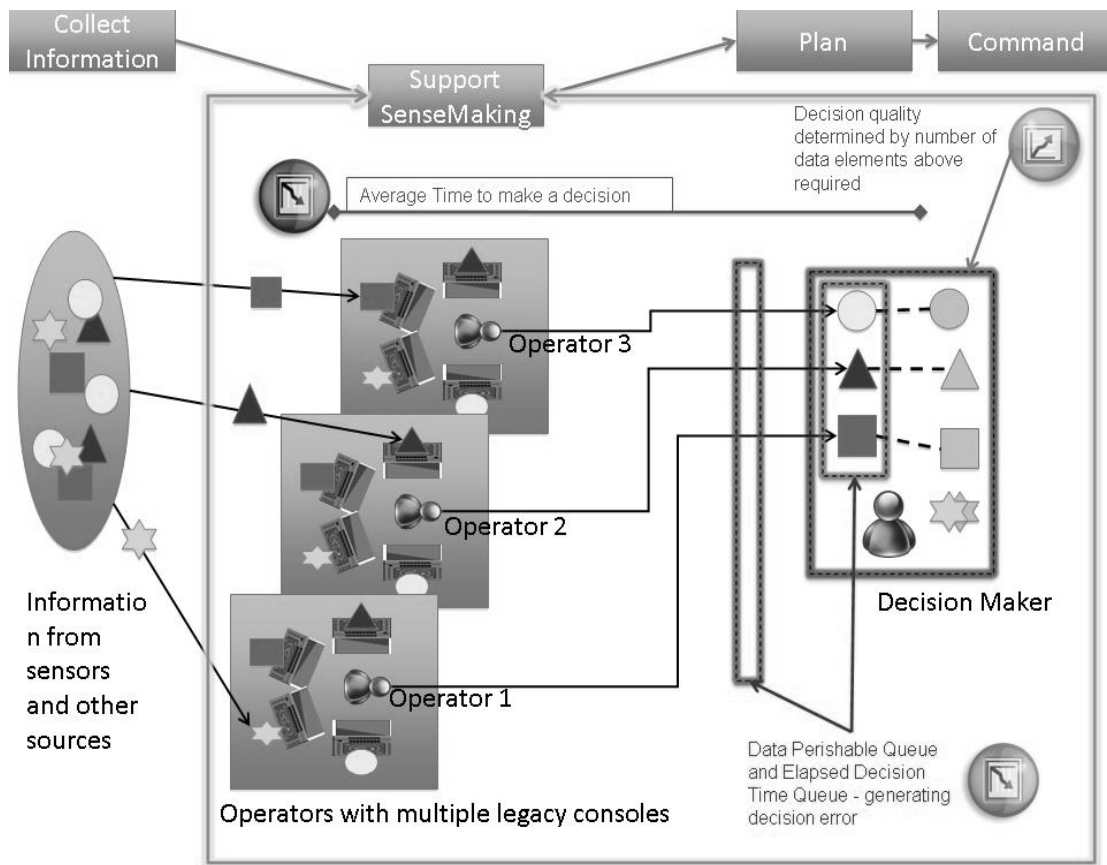 Collect
Information
Support
SenseMaking
Plan
Command
Decision quality
determined by number of
data elements above
required
Average Time to make a decision
Operator 3
Operator 2
Operator 1
Informatio
n from
sensors
and other
sources
Decision Maker
Data Perishable Queue
and Elapsed Decision
Time Queue - generating
decision error
Operators with multiple legacy consoles